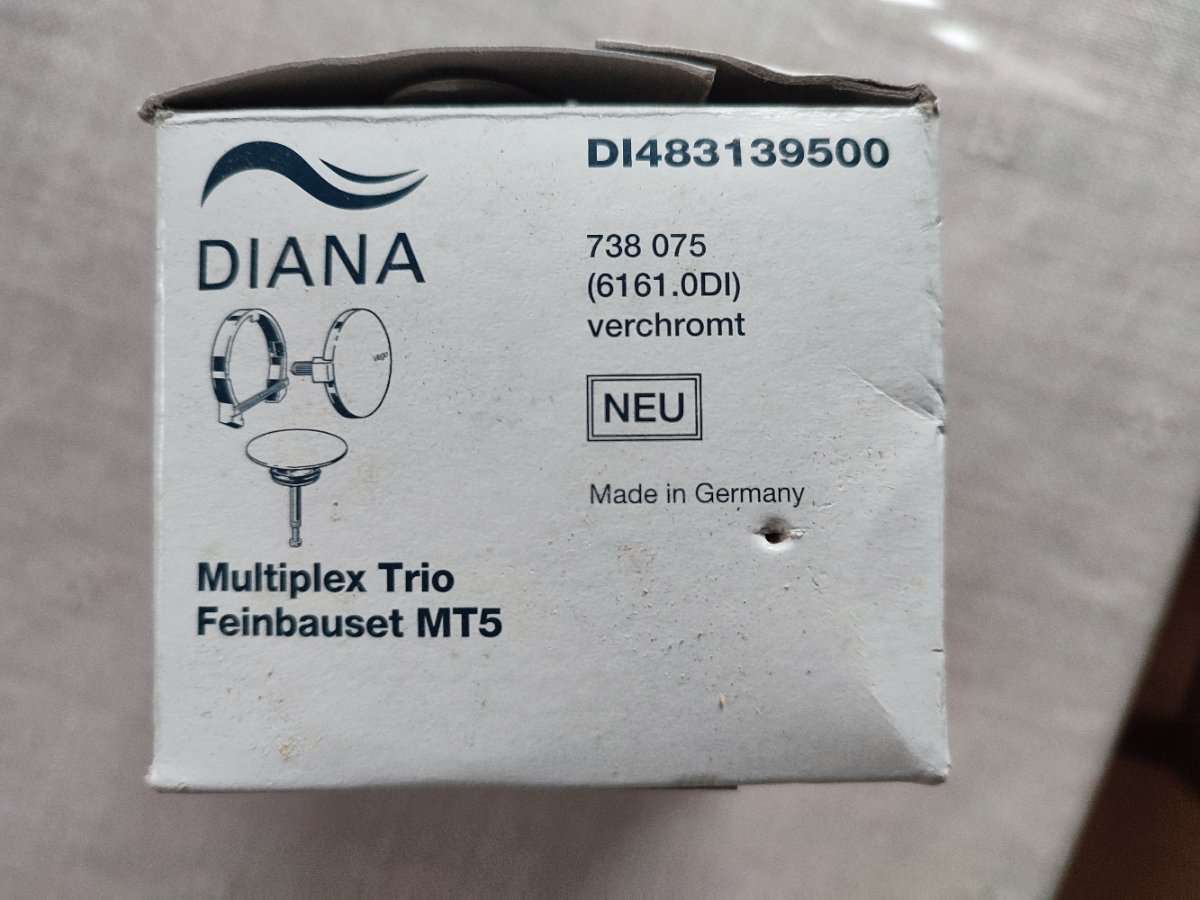 DIANA
Multiplex Trio
Feinbauset MT5
DI483139500
738 075
(6161.0DI)
verchromt
NEU
Made in Germany